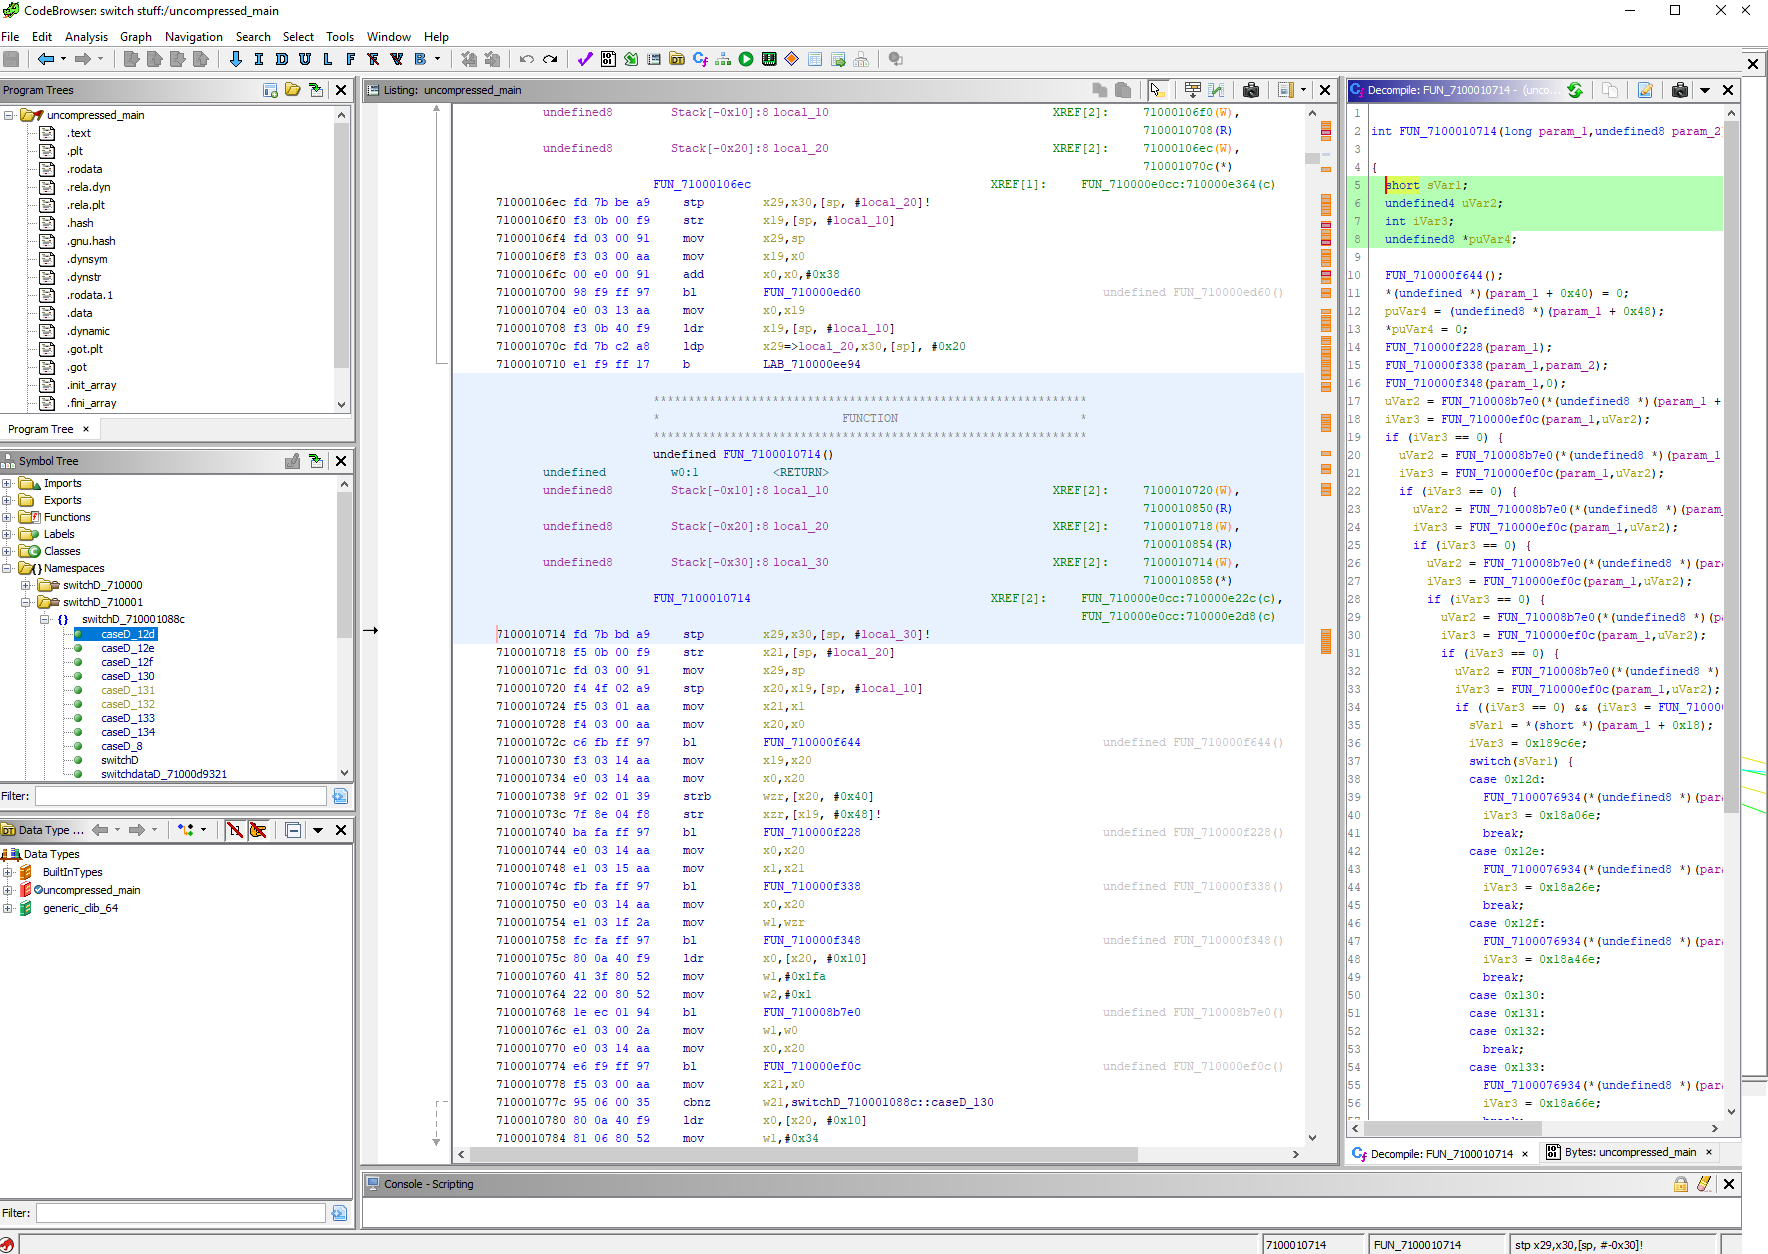 CodeBrowser: switch stuff:/uncompressed_main
File Edit Analysis Graph Navigation Search Select Tools Window Help
I D U L F B
Program Trees
uncompressed_main
.text
.plt
.rodata
.rela.dyn
.rela.plt
.hash
.gnu.hash
.dynsym
.dynstr
.rodata.1
.data
.dynamic
.got.plt
.got
.init_array
.fini_array
Program Tree ×
Symbol Tree
Imports
Exports
Functions
Labels
Classes
Namespaces
switchD_710000
switchD_710001
switchD_710001088c
caseD_12d
caseD_12e
caseD_12f
caseD_130
caseD_131
caseD_132
caseD_133
caseD_134
caseD_8
switchD
switchdataD_71000d9321
Filter:
Data Type ...
Data Types
BuiltInTypes
uncompressed_main
generic_clib_64
Filter:
Listing: uncompressed_main
undefined8 Stack[-0x10]:8 local_10 XREF[2]: 71000106f0(W),
7100010708(R)
undefined8 Stack[-0x20]:8 local_20 XREF[2]: 71000106ec(W),
710001070c(*)
FUN_71000106ec XREF[1]: FUN_710000e0cc:710000e364(c)
71000106ec fd 7b be a9 stp x29,x30,[sp, #local_20]!
71000106f0 f3 0b 00 f9 str x19,[sp, #local_10]
71000106f4 fd 03 00 91 mov x29,sp
71000106f8 f3 03 00 aa mov x19,x0
71000106fc 00 e0 00 91 add x0,x0,#0x38
7100010700 98 f9 ff 97 bl FUN_710000ed60 undefined FUN_710000ed60()
7100010704 e0 03 13 aa mov x0,x19
7100010708 f3 0b 40 f9 ldr x19,[sp, #local_10]
710001070c fd 7b c2 a8 ldp x29=>local_20,x30,[sp], #0x20
7100010710 e1 f9 ff 17 b LAB_710000ee94
**************************************************************
* FUNCTION *
**************************************************************
undefined FUN_7100010714()
undefined w0:1 <RETURN>
undefined8 Stack[-0x10]:8 local_10 XREF[2]: 7100010720(W),
7100010850(R)
undefined8 Stack[-0x20]:8 local_20 XREF[2]: 7100010718(W),
7100010854(R)
undefined8 Stack[-0x30]:8 local_30 XREF[2]: 7100010714(W),
7100010858(*)
FUN_7100010714 XREF[2]: FUN_710000e0cc:710000e22c(c),
FUN_710000e0cc:710000e2d8(c)
7100010714 fd 7b bd a9 stp x29,x30,[sp, #local_30]!
7100010718 f5 0b 00 f9 str x21,[sp, #local_20]
710001071c fd 03 00 91 mov x29,sp
7100010720 f4 4f 02 a9 stp x20,x19,[sp, #local_10]
7100010724 f5 03 01 aa mov x21,x1
7100010728 f4 03 00 aa mov x20,x0
710001072c c6 fb ff 97 bl FUN_710000f644 undefined FUN_710000f644()
7100010730 f3 03 14 aa mov x19,x20
7100010734 e0 03 14 aa mov x0,x20
7100010738 9f 02 01 39 strb wzr,[x20, #0x40]
710001073c 7f 8e 04 f8 str xzr,[x19, #0x48]!
7100010740 ba fa ff 97 bl FUN_710000f228 undefined FUN_710000f228()
7100010744 e0 03 14 aa mov x0,x20
7100010748 e1 03 15 aa mov x1,x21
710001074c fb fa ff 97 bl FUN_710000f338 undefined FUN_710000f338()
7100010750 e0 03 14 aa mov x0,x20
7100010754 e1 03 1f 2a mov w1,wzr
7100010758 fc fa ff 97 bl FUN_710000f348 undefined FUN_710000f348()
710001075c 80 0a 40 f9 ldr x0,[x20, #0x10]
7100010760 41 3f 80 52 mov w1,#0x1fa
7100010764 22 00 80 52 mov w2,#0x1
7100010768 1e ec 01 94 bl FUN_710008b7e0 undefined FUN_710008b7e0()
710001076c e1 03 00 2a mov w1,w0
7100010770 e0 03 14 aa mov x0,x20
7100010774 e6 f9 ff 97 bl FUN_710000ef0c undefined FUN_710000ef0c()
7100010778 f5 03 00 aa mov x21,x0
710001077c 95 06 00 35 cbnz w21,switchD_710001088c::caseD_130
7100010780 80 0a 40 f9 ldr x0,[x20, #0x10]
7100010784 81 06 80 52 mov w1,#0x34
Decompile: FUN_7100010714 - (unco...
1
2 int FUN_7100010714(long param_1,undefined8 param_2
3
4 {
5 short sVar1;
6 undefined4 uVar2;
7 int iVar3;
8 undefined8 *puVar4;
9
10 FUN_710000f644();
11 *(undefined *)(param_1 + 0x40) = 0;
12 puVar4 = (undefined8 *)(param_1 + 0x48);
13 *puVar4 = 0;
14 FUN_710000f228(param_1);
15 FUN_710000f338(param_1,param_2);
16 FUN_710000f348(param_1,0);
17 uVar2 = FUN_710008b7e0(*(undefined8 *)(param_1 +
18 iVar3 = FUN_710000ef0c(param_1,uVar2);
19 if (iVar3 == 0) {
20 uVar2 = FUN_710008b7e0(*(undefined8 *)(param_1
21 iVar3 = FUN_710000ef0c(param_1,uVar2);
22 if (iVar3 == 0) {
23 uVar2 = FUN_710008b7e0(*(undefined8 *)(param_
24 iVar3 = FUN_710000ef0c(param_1,uVar2);
25 if (iVar3 == 0) {
26 uVar2 = FUN_710008b7e0(*(undefined8 *)(para
27 iVar3 = FUN_710000ef0c(param_1,uVar2);
28 if (iVar3 == 0) {
29 uVar2 = FUN_710008b7e0(*(undefined8 *)(pa
30 iVar3 = FUN_710000ef0c(param_1,uVar2);
31 if (iVar3 == 0) {
32 uVar2 = FUN_710008b7e0(*(undefined8 *)
33 iVar3 = FUN_710000ef0c(param_1,uVar2);
34 if ((iVar3 == 0) && (iVar3 = FUN_71000
35 sVar1 = *(short *)(param_1 + 0x18);
36 iVar3 = 0x189c6e;
37 switch(sVar1) {
38 case 0x12d:
39 FUN_7100076934(*(undefined8 *)(par
40 iVar3 = 0x18a06e;
41 break;
42 case 0x12e:
43 FUN_7100076934(*(undefined8 *)(par
44 iVar3 = 0x18a26e;
45 break;
46 case 0x12f:
47 FUN_7100076934(*(undefined8 *)(par
48 iVar3 = 0x18a46e;
49 break;
50 case 0x130:
51 case 0x131:
52 case 0x132:
53 break;
54 case 0x133:
55 FUN_7100076934(*(undefined8 *)(par
56 iVar3 = 0x18a66e;
Decompile: FUN_7100010714 × Bytes: uncompressed_main ×
Console - Scripting
7100010714 FUN_7100010714 stp x29,x30,[sp, #-0x30]!